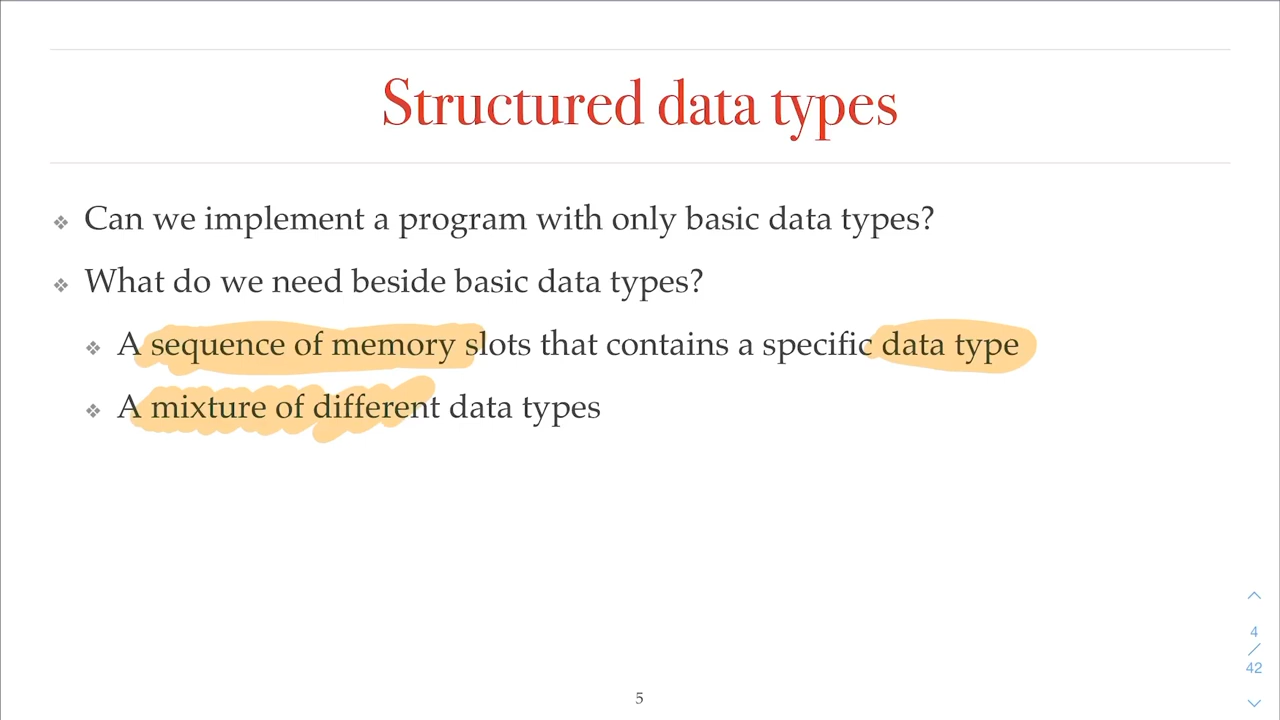 Structured data types
Can we implement a program with only basic data types?
What do we need beside basic data types?
A sequence of memory slots that contains a specific data type
A mixture of different data types
4
/
42
5